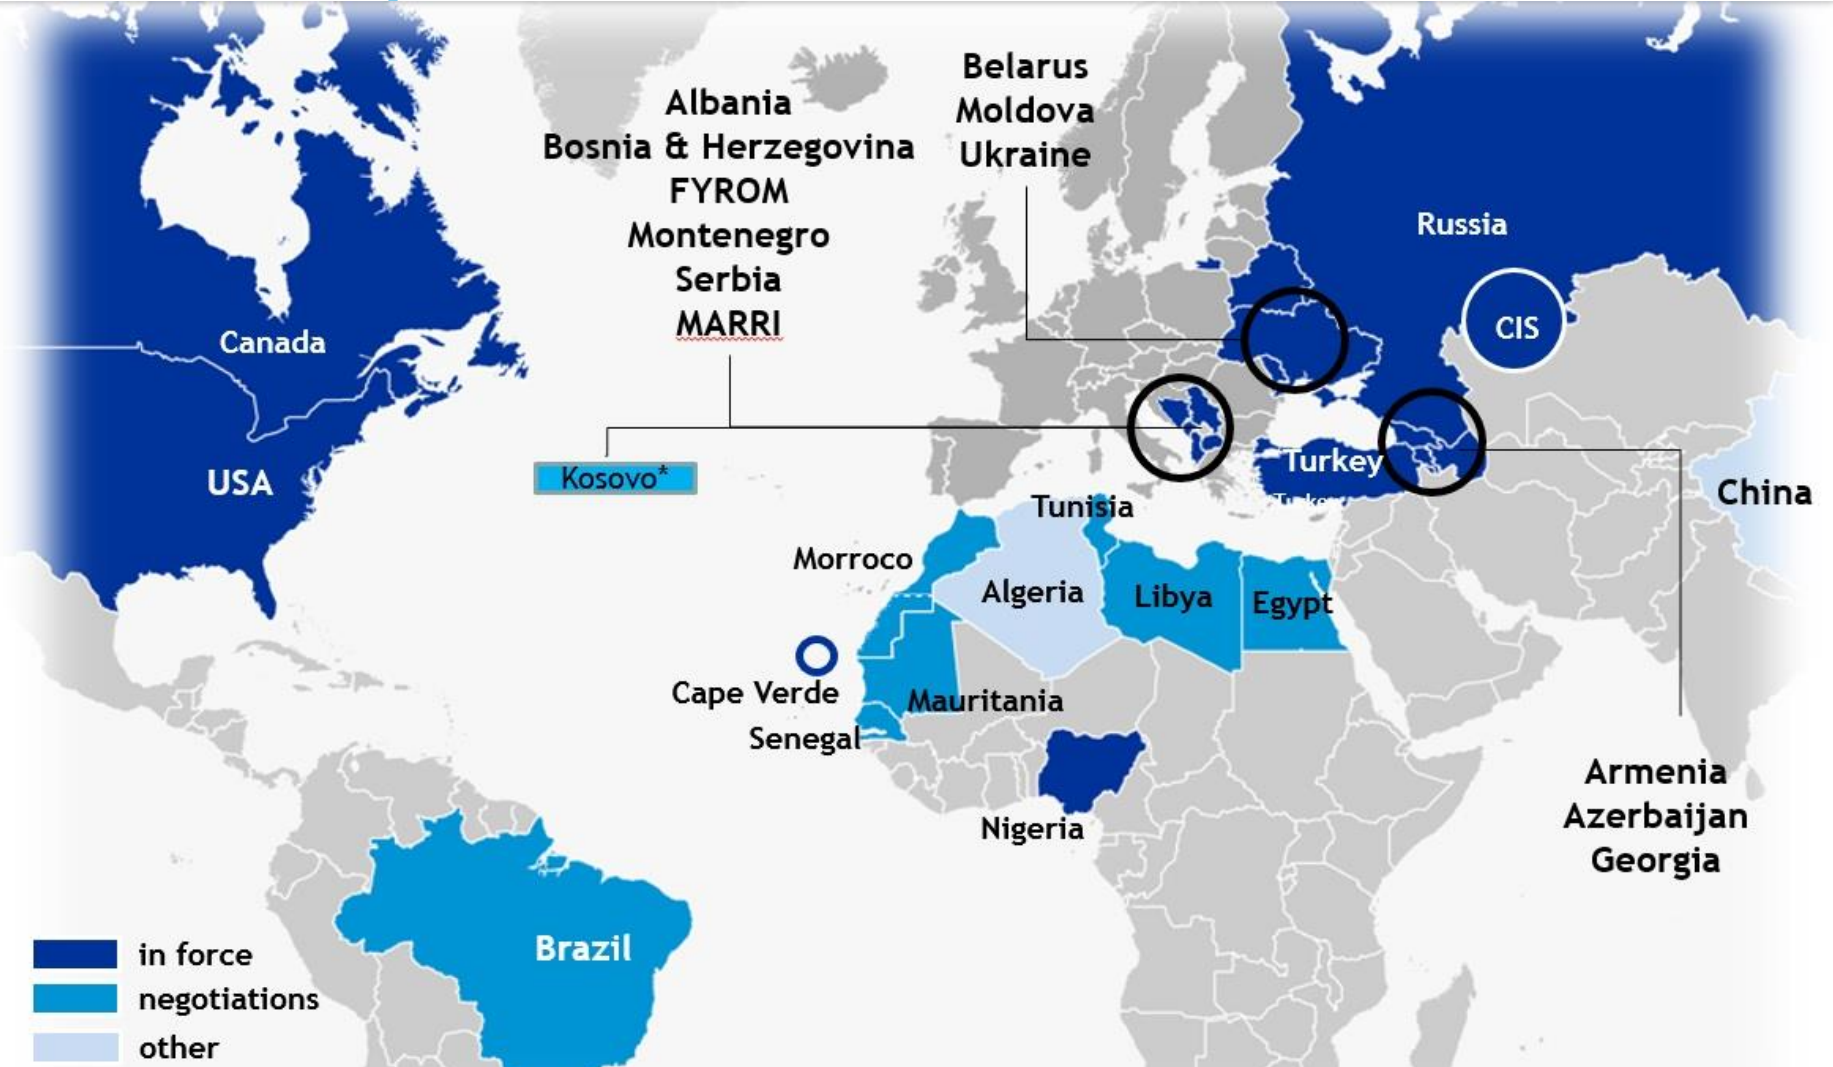 Belarus
Moldova
Ukraine
Albania
Bosnia & Herzegovina
FYROM
Montenegro
Serbia
MARRI
Russia
CIS
Canada
USA
Kosovo*
Turkey
Turkey
China
Tunisia
Morroco
Algeria
Libya
Egypt
Cape Verde
Mauritania
Senegal
Nigeria
Armenia
Azerbaijan
Georgia
Brazil
in force
negotiations
other